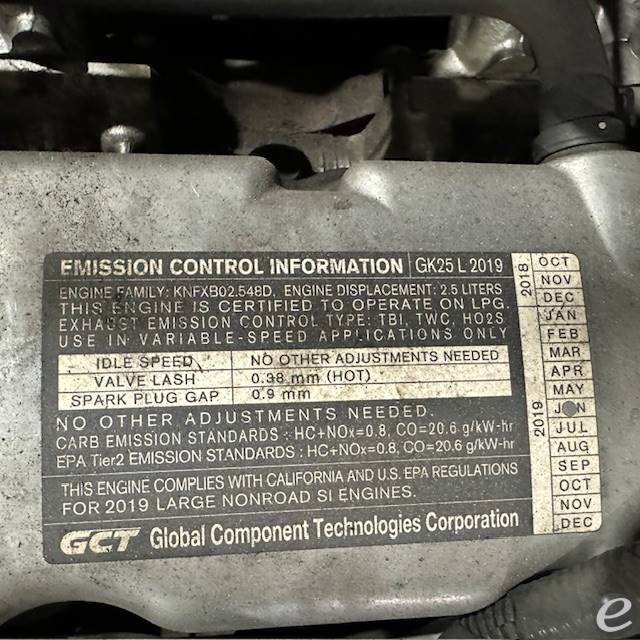 EMISSION CONTROL INFORMATION GK25 L 2019
ENGINE FAMILY: KNFXB02.548D, ENGINE DISPLACEMENT: 2.5 LITERS
THIS ENGINE IS CERTIFIED TO OPERATE ON LPG.
EXHAUST EMISSION CONTROL TYPE: TBI, TWC, HO2S
USE IN VARIABLE-SPEED APPLICATIONS ONLY
IDLE SPEED NO OTHER ADJUSTMENTS NEEDED
VALVE LASH 0.38 mm (HOT)
SPARK PLUG GAP 0.9 mm
NO OTHER ADJUSTMENTS NEEDED.
CARB EMISSION STANDARDS : HC+NOx=0.8, CO=20.6 g/kW-hr
EPA Tier2 EMISSION STANDARDS : HC+NOx=0.8, CO=20.6 g/kW-hr
THIS ENGINE COMPLIES WITH CALIFORNIA AND U.S. EPA REGULATIONS
FOR 2019 LARGE NONROAD SI ENGINES.
GCT Global Component Technologies Corporation
2018
OCT
NOV
DEC
2019
JAN
FEB
MAR
APR
MAY
JUN
JUL
AUG
SEP
OCT
NOV
DEC
e